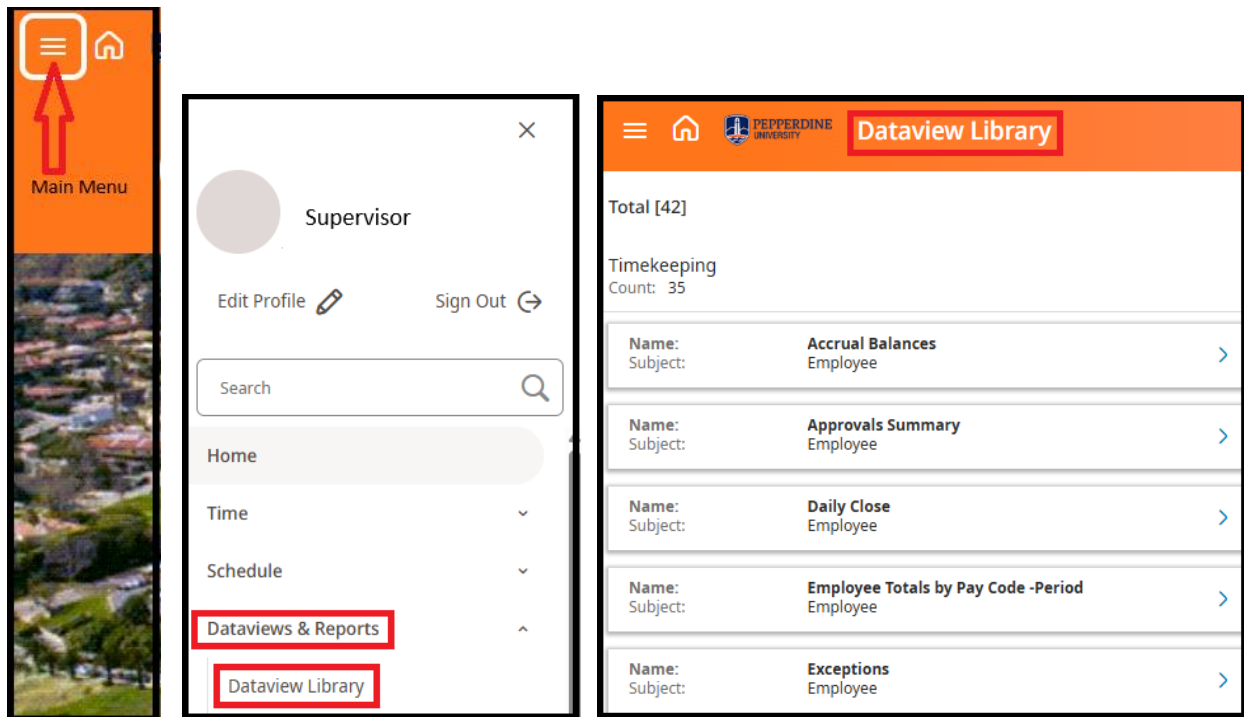 Main Menu
Supervisor
Edit Profile
Sign Out
Search
Home
Time
Schedule
Dataviews & Reports
Dataview Library
PEPPERDINE
UNIVERSITY
Dataview Library
Total [42]
Timekeeping
Count: 35
Name: Accrual Balances
Subject: Employee
Name: Approvals Summary
Subject: Employee
Name: Daily Close
Subject: Employee
Name: Employee Totals by Pay Code -Period
Subject: Employee
Name: Exceptions
Subject: Employee